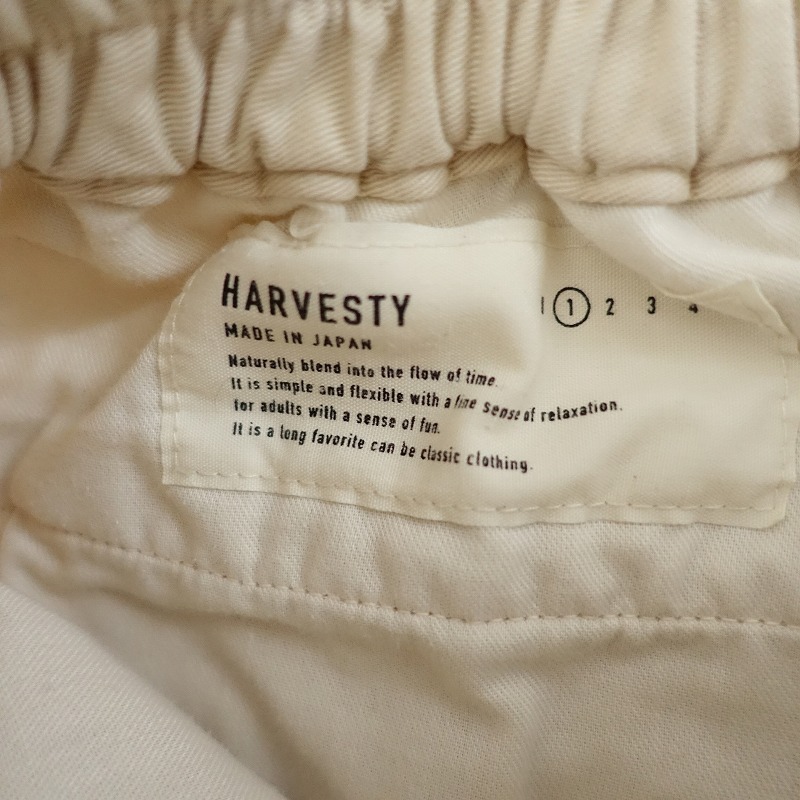 HARVESTY
MADE IN JAPAN
1 2 3 4
Naturally blend into the flow of time.
It is simple and flexible with a fine sense of relaxation.
for adults with a sense of fun.
It is a long favorite can be classic clothing.